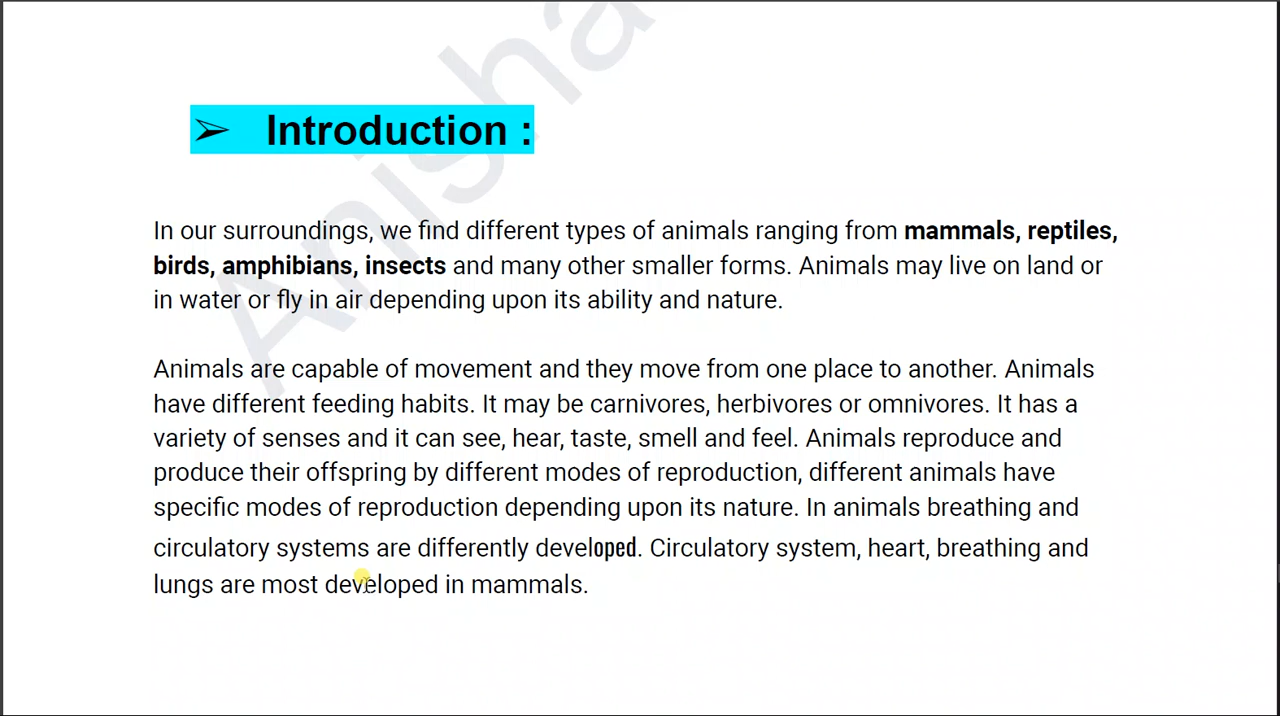 Anisha
➢ Introduction :
In our surroundings, we find different types of animals ranging from mammals, reptiles,
birds, amphibians, insects and many other smaller forms. Animals may live on land or
in water or fly in air depending upon its ability and nature.
Animals are capable of movement and they move from one place to another. Animals
have different feeding habits. It may be carnivores, herbivores or omnivores. It has a
variety of senses and it can see, hear, taste, smell and feel. Animals reproduce and
produce their offspring by different modes of reproduction, different animals have
specific modes of reproduction depending upon its nature. In animals breathing and
circulatory systems are differently developed. Circulatory system, heart, breathing and
lungs are most developed in mammals.